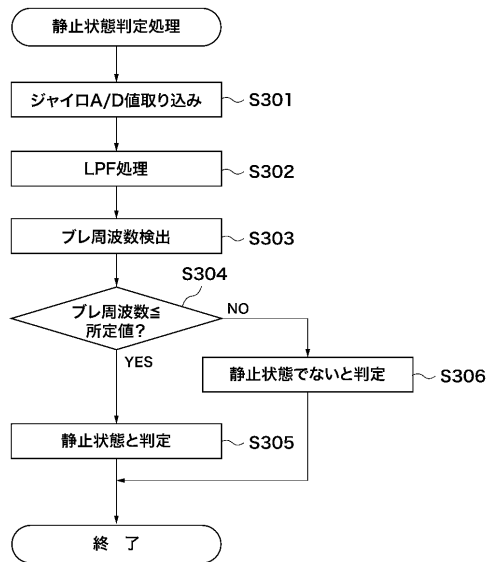 静止状態判定処理
ジャイロA/D値取り込み
S301
LPF処理
S302
ブレ周波数検出
S303
S304
ブレ周波数≦
所定値?
NO
YES
静止状態でないと判定
S306
静止状態と判定
S305
終 了